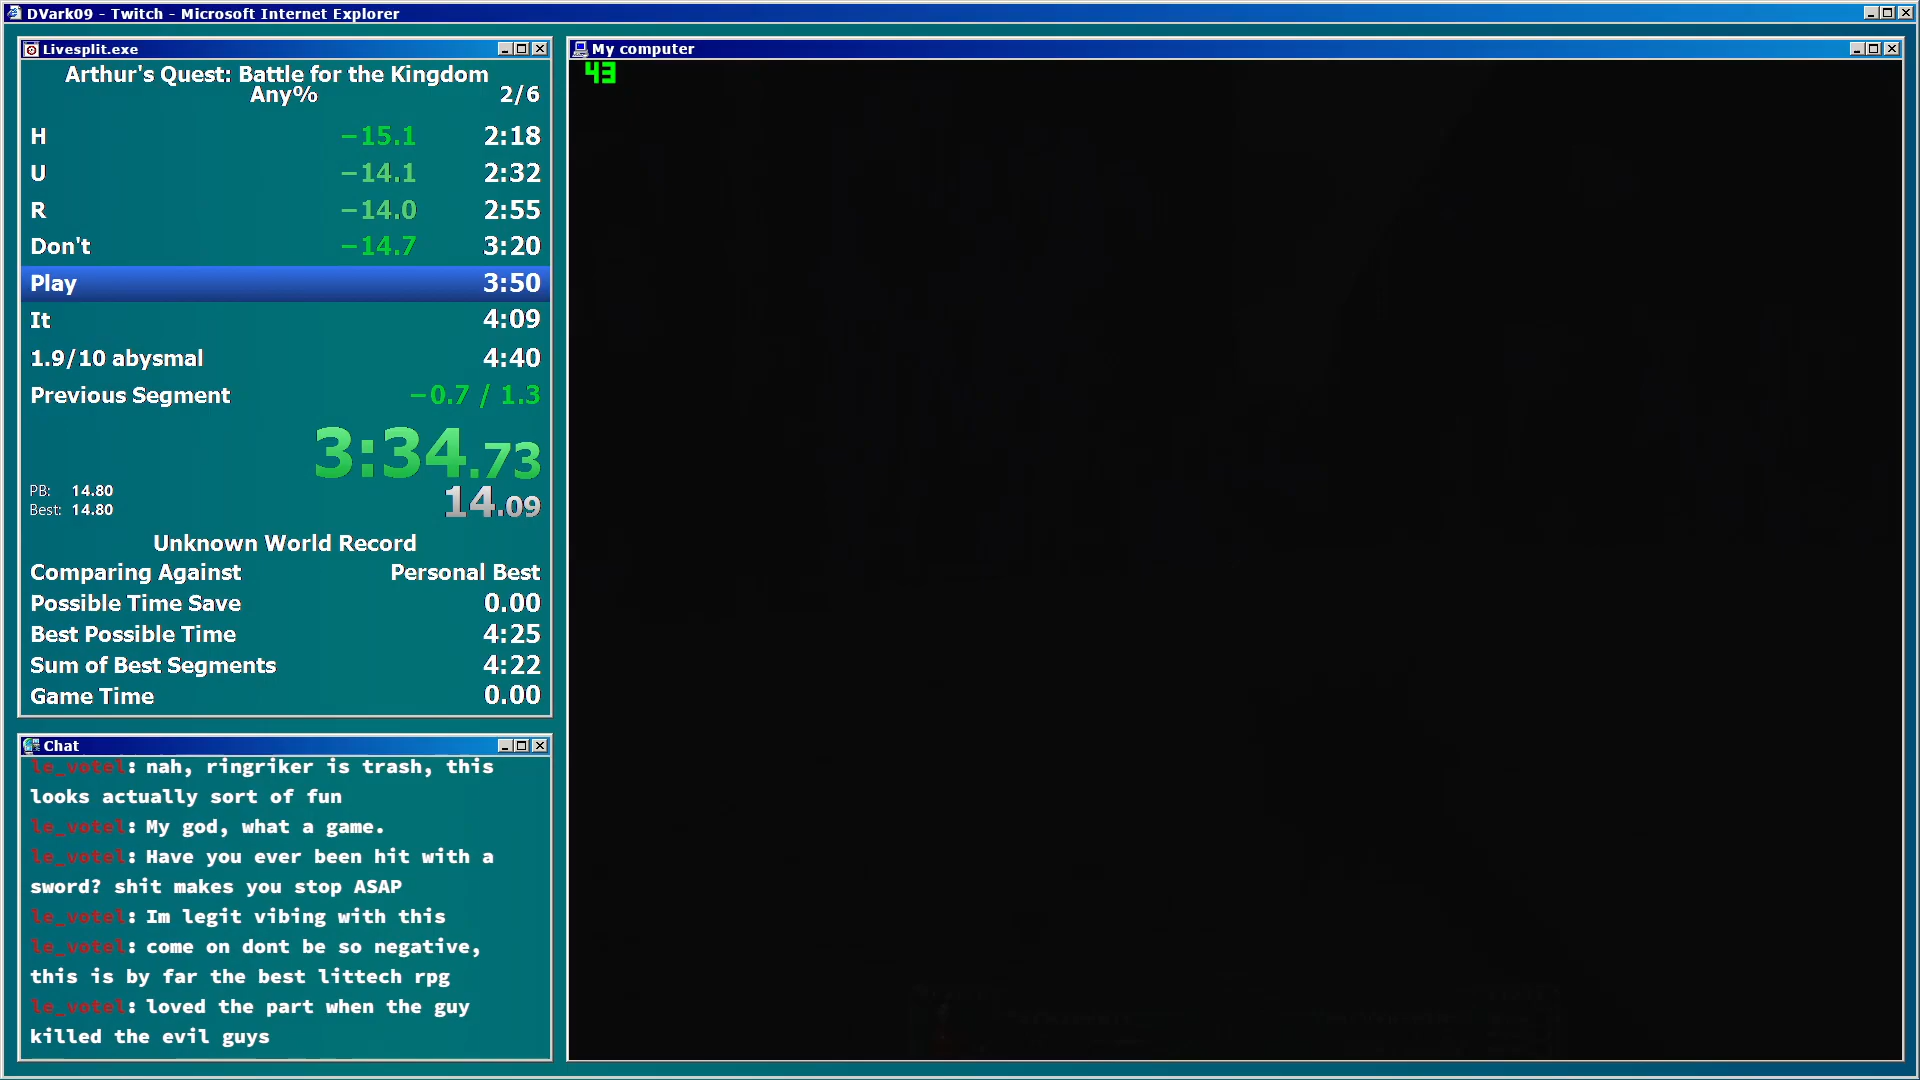 DVark09 - Twitch - Microsoft Internet Explorer
Livesplit.exe
Arthur's Quest: Battle for the Kingdom
Any% 2/6
H −15.1 2:18
U −14.1 2:32
R −14.0 2:55
Don't −14.7 3:20
Play 3:50
It 4:09
1.9/10 abysmal 4:40
Previous Segment −0.7 / 1.3
3:34.73
PB: 14.80
Best: 14.80
14.09
Unknown World Record
Comparing Against Personal Best
Possible Time Save 0.00
Best Possible Time 4:25
Sum of Best Segments 4:22
Game Time 0.00
Chat
le_votel: nah, ringriker is trash, this
looks actually sort of fun
le_votel: My god, what a game.
le_votel: Have you ever been hit with a
sword? shit makes you stop ASAP
le_votel: Im legit vibing with this
le_votel: come on dont be so negative,
this is by far the best littech rpg
le_votel: loved the part when the guy
killed the evil guys
My computer
43